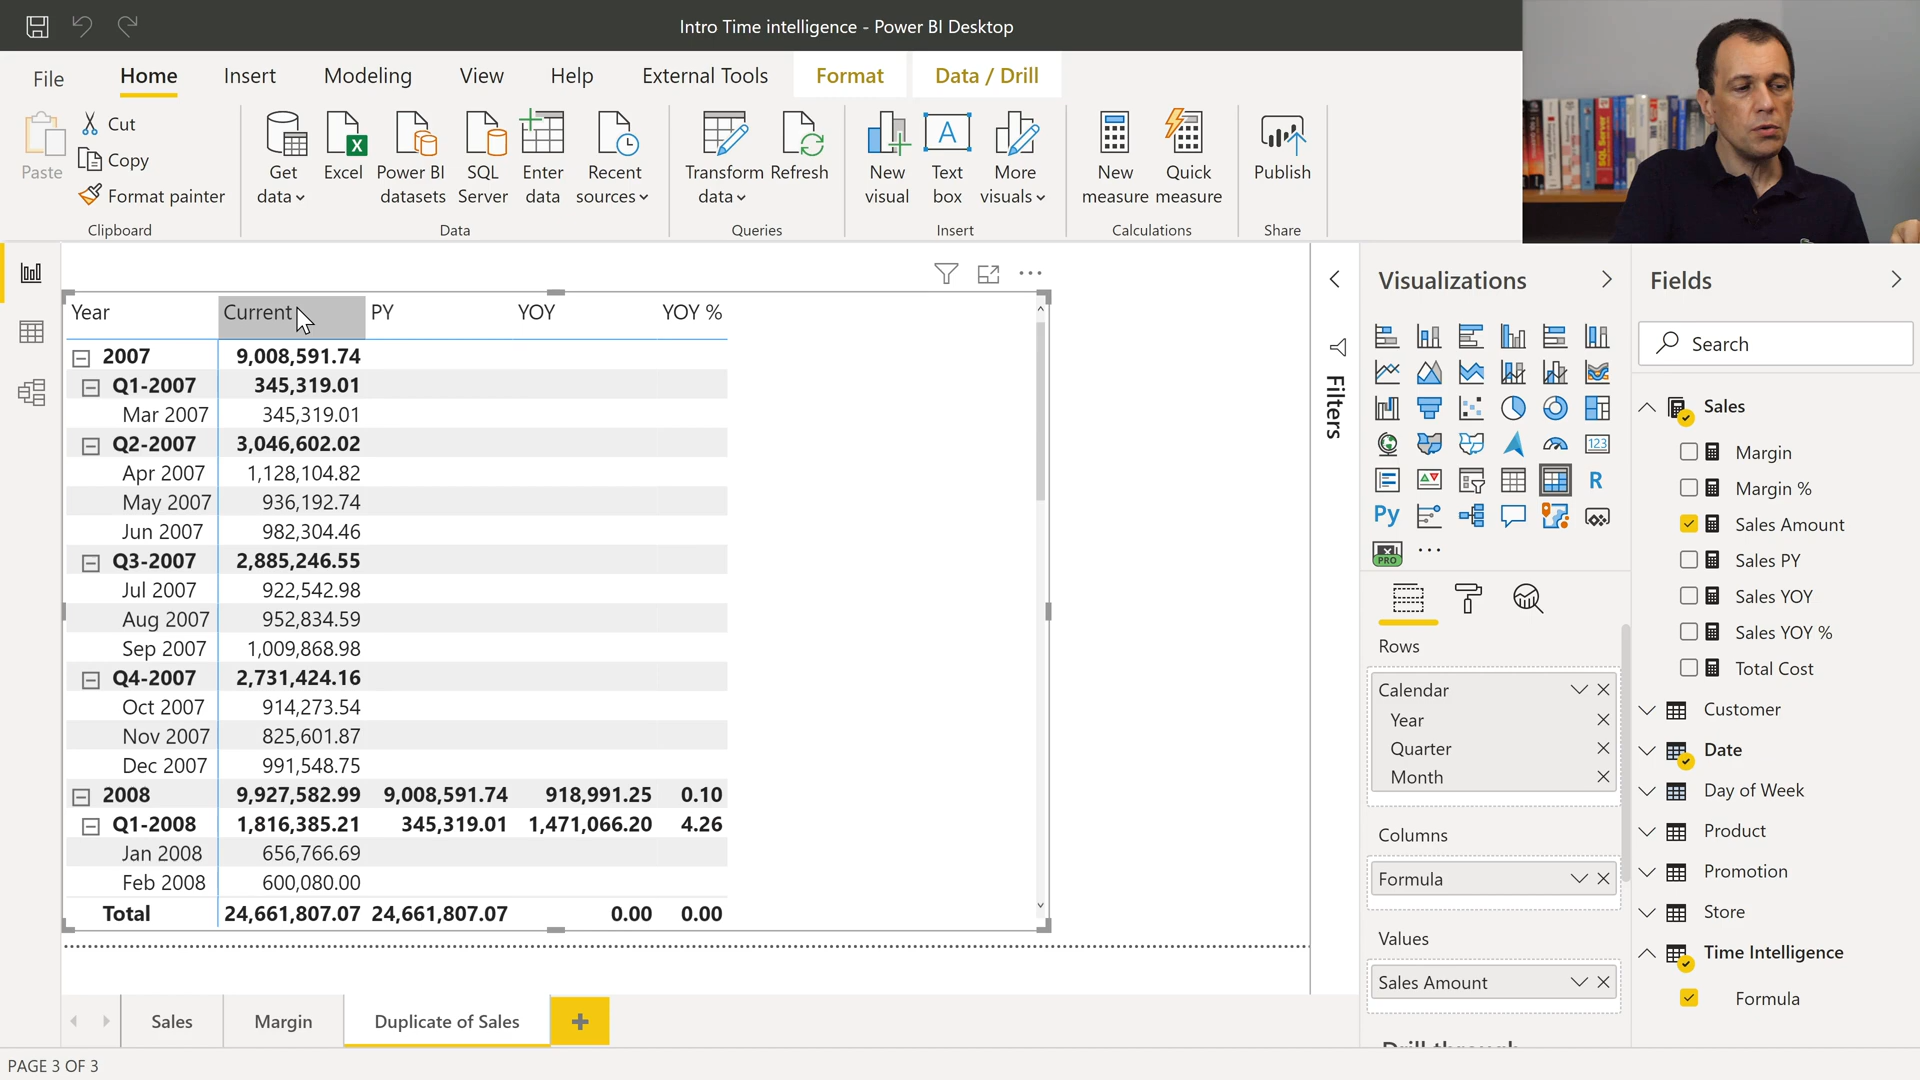 Intro Time intelligence - Power BI Desktop
File Home Insert Modeling View Help External Tools Format Data / Drill
Paste
Cut
Copy
Format painter
Clipboard
Get data
Excel
Power BI datasets
SQL Server
Enter data
Recent sources
Data
Transform data
Refresh
Queries
New visual
Text box
More visuals
Insert
New measure
Quick measure
Calculations
Publish
Share
Year Current PY YOY YOY %
2007 9,008,591.74
Q1-2007 345,319.01
Mar 2007 345,319.01
Q2-2007 3,046,602.02
Apr 2007 1,128,104.82
May 2007 936,192.74
Jun 2007 982,304.46
Q3-2007 2,885,246.55
Jul 2007 922,542.98
Aug 2007 952,834.59
Sep 2007 1,009,868.98
Q4-2007 2,731,424.16
Oct 2007 914,273.54
Nov 2007 825,601.87
Dec 2007 991,548.75
2008 9,927,582.99 9,008,591.74 918,991.25 0.10
Q1-2008 1,816,385.21 345,319.01 1,471,066.20 4.26
Jan 2008 656,766.69
Feb 2008 600,080.00
Total 24,661,807.07 24,661,807.07 0.00 0.00
Filters
Visualizations
123
R
Py
PRO
Rows
Calendar
Year
Quarter
Month
Columns
Formula
Values
Sales Amount
Drill through
Fields
Search
Sales
Margin
Margin %
Sales Amount
Sales PY
Sales YOY
Sales YOY %
Total Cost
Customer
Date
Day of Week
Product
Promotion
Store
Time Intelligence
Formula
Sales Margin Duplicate of Sales
PAGE 3 OF 3